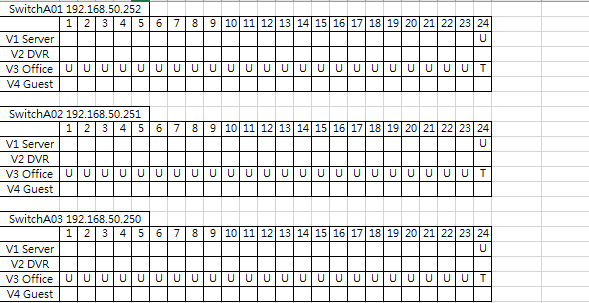 SwitchA01 192.168.50.252
1 2 3 4 5 6 7 8 9 10 11 12 13 14 15 16 17 18 19 20 21 22 23 24
V1 Server U
V2 DVR
V3 Office U U U U U U U U U U U U U U U U U U U U U U U T
V4 Guest
SwitchA02 192.168.50.251
1 2 3 4 5 6 7 8 9 10 11 12 13 14 15 16 17 18 19 20 21 22 23 24
V1 Server U
V2 DVR
V3 Office U U U U U U U U U U U U U U U U U U U U U U U T
V4 Guest
SwitchA03 192.168.50.250
1 2 3 4 5 6 7 8 9 10 11 12 13 14 15 16 17 18 19 20 21 22 23 24
V1 Server U
V2 DVR
V3 Office U U U U U U U U U U U U U U U U U U U U U U U T
V4 Guest